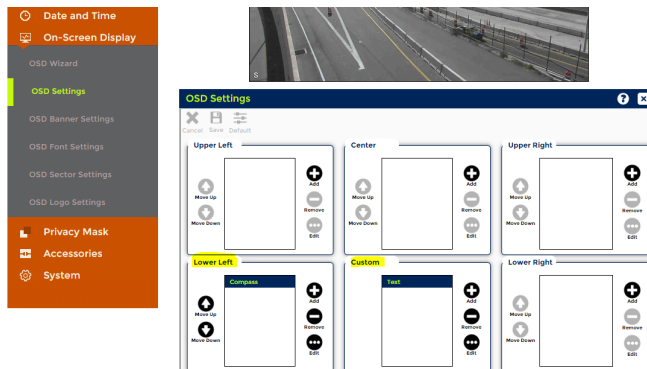 Date and Time
On-Screen Display
OSD Wizard
OSD Settings
OSD Banner Settings
OSD Font Settings
OSD Sector Settings
OSD Logo Settings
Privacy Mask
Accessories
System
S
OSD Settings
Cancel Save Default
Upper Left
Move Up
Move Down
Add
Remove
Edit
Center
Move Up
Move Down
Add
Remove
Edit
Upper Right
Move Up
Move Down
Add
Remove
Edit
Lower Left
Compass
Move Up
Move Down
Add
Remove
Edit
Custom
Text
Add
Remove
Edit
Lower Right
Move Up
Move Down
Add
Remove
Edit